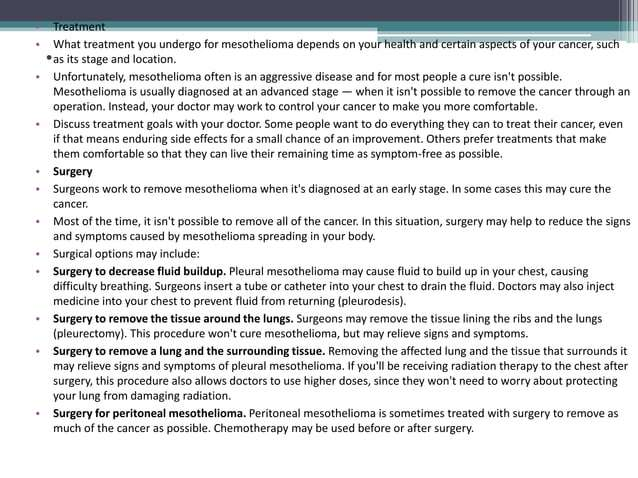 • Treatment
• What treatment you undergo for mesothelioma depends on your health and certain aspects of your cancer, such
• as its stage and location.
• Unfortunately, mesothelioma often is an aggressive disease and for most people a cure isn't possible.
Mesothelioma is usually diagnosed at an advanced stage — when it isn't possible to remove the cancer through an
operation. Instead, your doctor may work to control your cancer to make you more comfortable.
• Discuss treatment goals with your doctor. Some people want to do everything they can to treat their cancer, even
if that means enduring side effects for a small chance of an improvement. Others prefer treatments that make
them comfortable so that they can live their remaining time as symptom-free as possible.
• Surgery
• Surgeons work to remove mesothelioma when it's diagnosed at an early stage. In some cases this may cure the
cancer.
• Most of the time, it isn't possible to remove all of the cancer. In this situation, surgery may help to reduce the signs
and symptoms caused by mesothelioma spreading in your body.
• Surgical options may include:
• Surgery to decrease fluid buildup. Pleural mesothelioma may cause fluid to build up in your chest, causing
difficulty breathing. Surgeons insert a tube or catheter into your chest to drain the fluid. Doctors may also inject
medicine into your chest to prevent fluid from returning (pleurodesis).
• Surgery to remove the tissue around the lungs. Surgeons may remove the tissue lining the ribs and the lungs
(pleurectomy). This procedure won't cure mesothelioma, but may relieve signs and symptoms.
• Surgery to remove a lung and the surrounding tissue. Removing the affected lung and the tissue that surrounds it
may relieve signs and symptoms of pleural mesothelioma. If you'll be receiving radiation therapy to the chest after
surgery, this procedure also allows doctors to use higher doses, since they won't need to worry about protecting
your lung from damaging radiation.
• Surgery for peritoneal mesothelioma. Peritoneal mesothelioma is sometimes treated with surgery to remove as
much of the cancer as possible. Chemotherapy may be used before or after surgery.